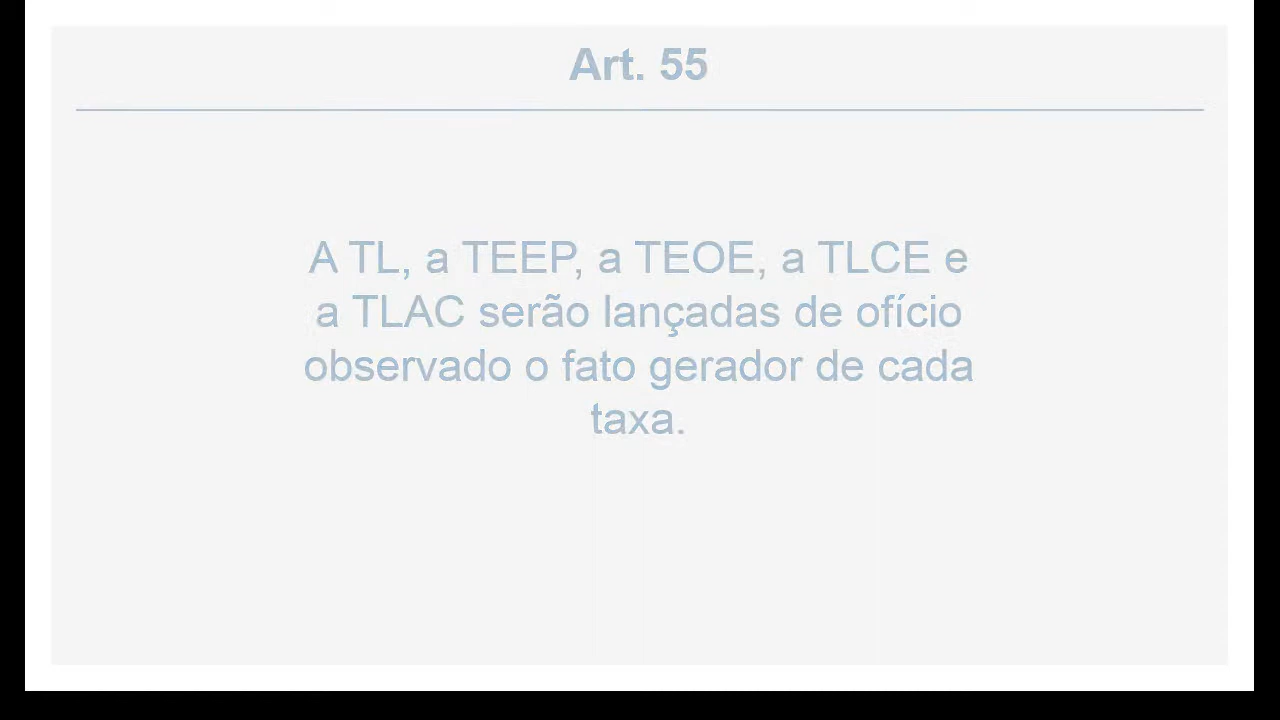 Art. 55
A TL, a TEEP, a TEOE, a TLCE e
a TLAC serão lançadas de ofício
observado o fato gerador de cada
taxa.